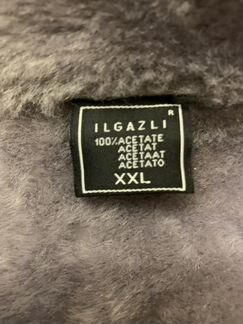 R
ILGAZLI
100% ACETATE
ACETAT
ACETAAT
ACETATO
XXL